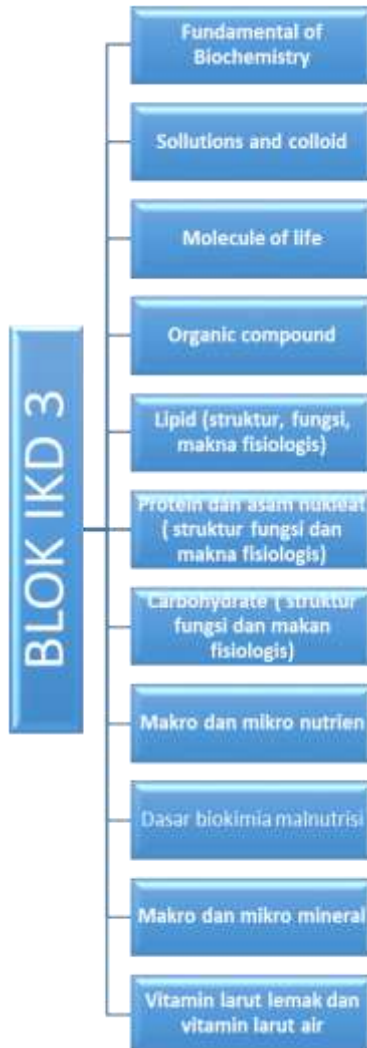 BLOK IKD 3
Fundamental of
Biochemistry
Sollutions and colloid
Molecule of life
Organic compound
Lipid (struktur, fungsi,
makna fisiologis)
Protein dan asam nukleat
( struktur fungsi dan
makna fisiologis)
Carbohydrate ( struktur
fungsi dan makan
fisiologis)
Makro dan mikro nutrien
Dasar biokimia malnutrisi
Makro dan mikro mineral
Vitamin larut lemak dan
vitamin larut air